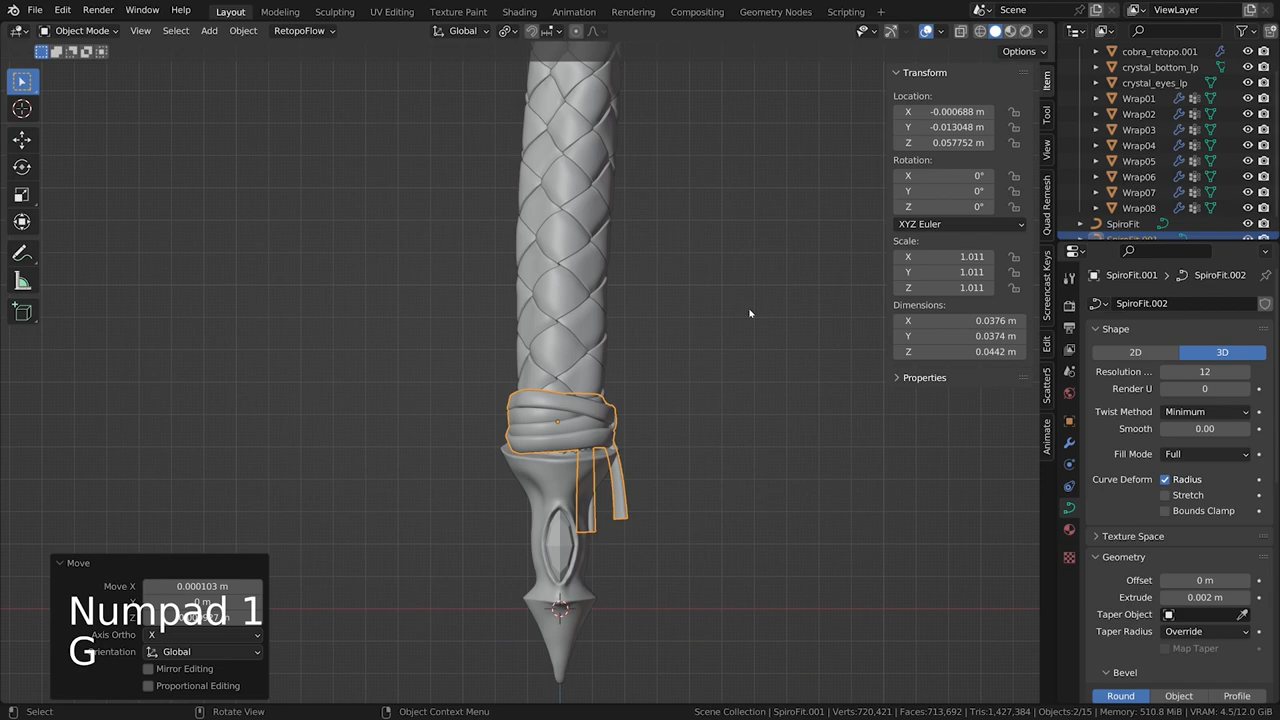 File Edit Render Window Help Layout Modeling Sculpting UV Editing Texture Paint Shading Animation Rendering Compositing Geometry Nodes Scripting + Scene ViewLayer
Object Mode View Select Add Object RetopoFlow Global
Options
Transform
Location:
X -0.000688 m
Y -0.013048 m
Z 0.057752 m
Rotation:
X 0°
Y 0°
Z 0°
XYZ Euler
Scale:
X 1.011
Y 1.011
Z 1.011
Dimensions:
X 0.0376 m
Y 0.0374 m
Z 0.0442 m
Properties
Item
Tool
View
Quad Remesh
Screencast Keys
Edit
Scatter5
Animate
cobra_retopo.001
crystal_bottom_lp
crystal_eyes_lp
Wrap01
Wrap02
Wrap03
Wrap04
Wrap05
Wrap06
Wrap07
Wrap08
SpiroFit
SpiroFit.001
SpiroFit.001 SpiroFit.002
SpiroFit.002
Shape
2D 3D
Resolution ... 12
Render U 0
Twist Method Minimum
Smooth 0.00
Fill Mode Full
Curve Deform Radius
Stretch
Bounds Clamp
Texture Space
Geometry
Offset 0 m
Extrude 0.002 m
Taper Object
Taper Radius Override
Map Taper
Bevel
Round Object Profile
Move
Move X 0.000103 m
Numpad 1
Axis Ortho X
G
Orientation Global
Mirror Editing
Proportional Editing
Select Rotate View Object Context Menu Scene Collection | SpiroFit.001 | Verts:720,421 | Faces:713,692 | Tris:1,427,384 | Objects:2/15 | Memory: 510.8 MiB | VRAM: 4.5/12.0 GiB